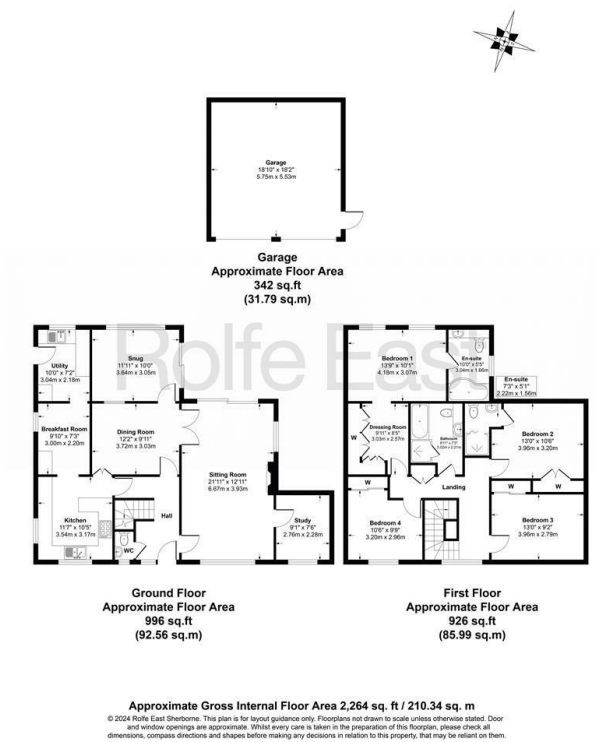 Garage
18'10" x 18'2"
5.75m x 5.53m
Garage
Approximate Floor Area
342 sq.ft
(31.79 sq.m)
Rolfe East
Utility
10'0" x 7'2"
3.04m x 2.18m
Snug
11'11" x 10'0"
3.64m x 3.05m
Breakfast Room
9'10" x 7'3"
3.00m x 2.20m
Dining Room
12'2" x 9'11"
3.72m x 3.03m
Sitting Room
21'11" x 12'11"
6.67m x 3.93m
Kitchen
11'7" x 10'5"
3.54m x 3.17m
Hall
WC
Study
9'1" x 7'6"
2.76m x 2.28m
Ground Floor
Approximate Floor Area
996 sq.ft
(92.56 sq.m)
Bedroom 1
13'9" x 10'1"
4.18m x 3.07m
En-suite
10'0" x 5'5"
3.04m x 1.66m
En-suite
7'3" x 5'1"
2.22m x 1.56m
Dressing Room
9'11" x 8'5"
3.03m x 2.57m
W
Bathroom
Bedroom 2
13'0" x 10'6"
3.96m x 3.20m
Landing
W
W
W
Bedroom 4
10'6" x 9'9"
3.20m x 2.96m
Bedroom 3
13'0" x 9'2"
3.96m x 2.79m
First Floor
Approximate Floor Area
926 sq.ft
(85.99 sq.m)
Approximate Gross Internal Floor Area 2,264 sq. ft / 210.34 sq. m
© 2024 Rolfe East Sherborne. This plan is for layout guidance only. Floorplans not drawn to scale unless otherwise stated. Door
and window openings are approximate. Whilst every care is taken in the preparation of this floorplan, please check all
dimensions, compass directions and shapes before making any decisions in relation to this property, that may be reliant on them.